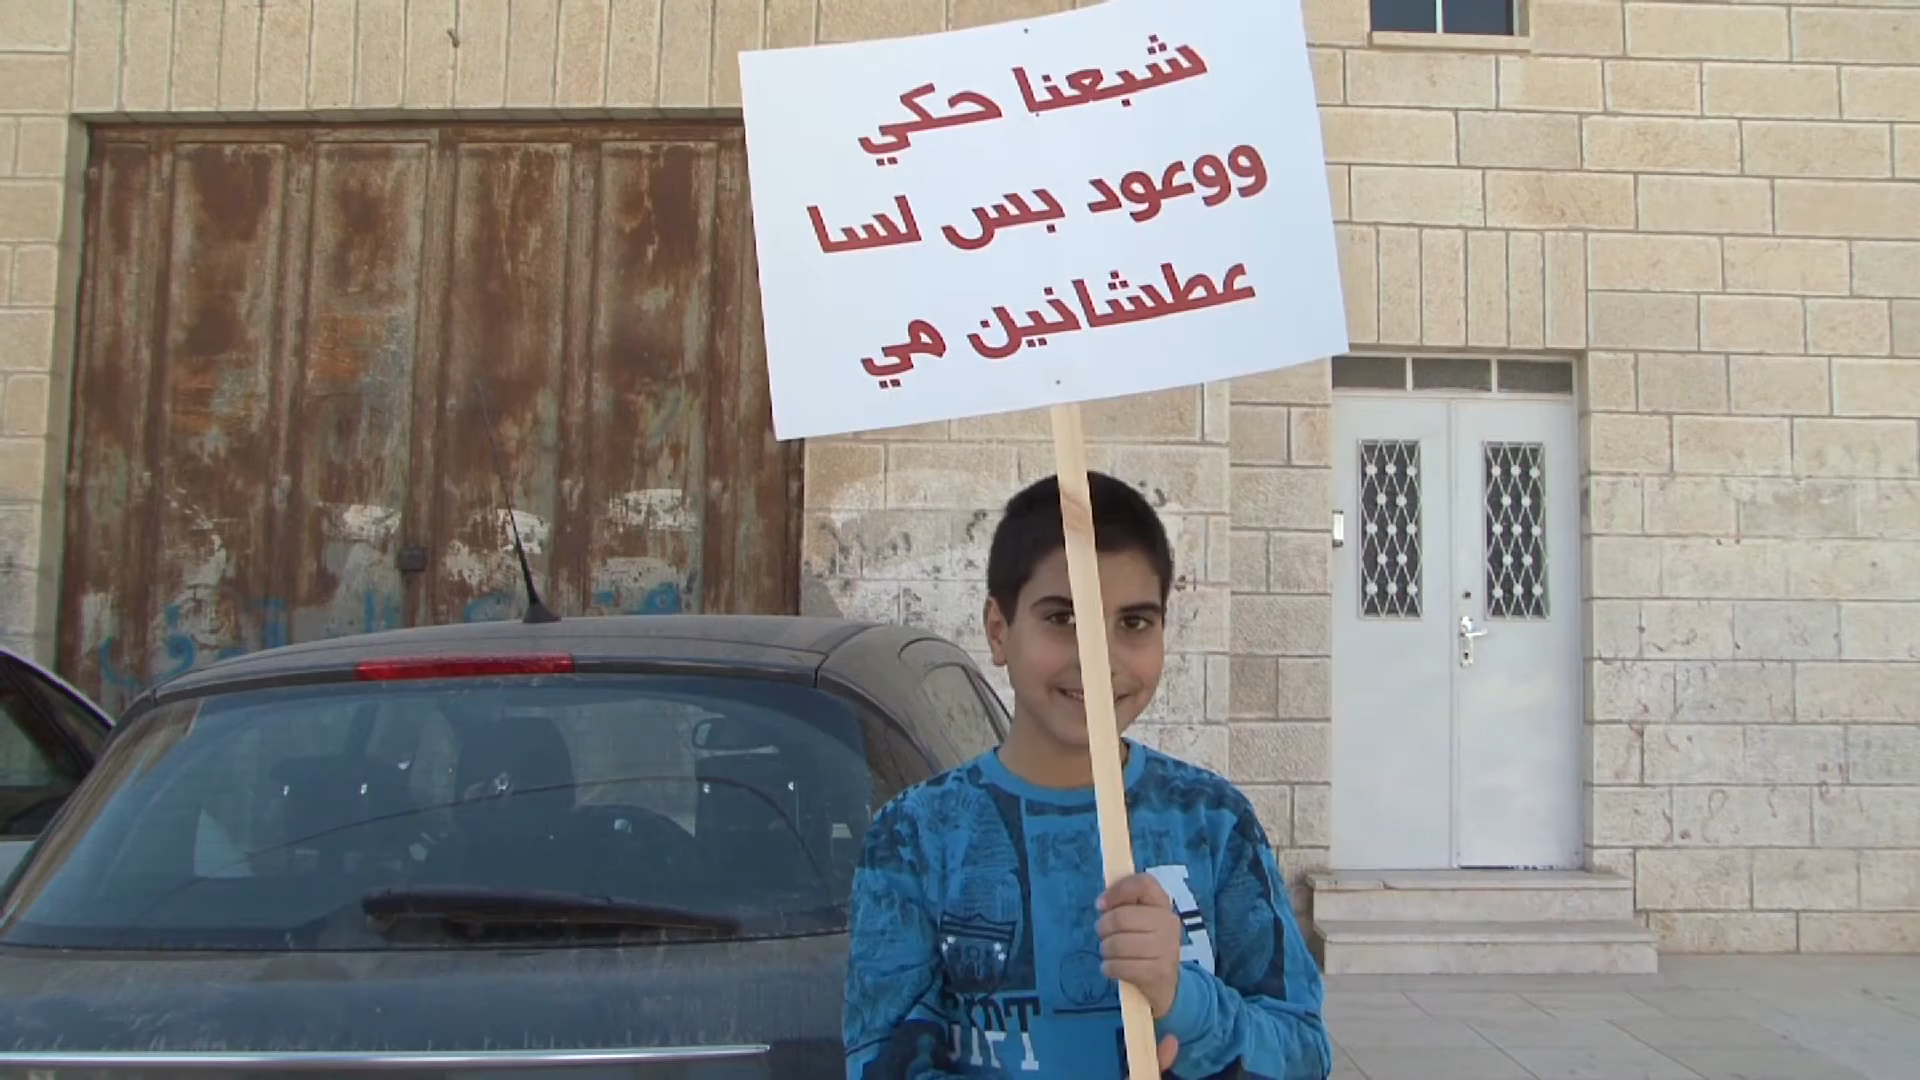 شبعنا حكي
ووعود بس لسا
عطشانين مي